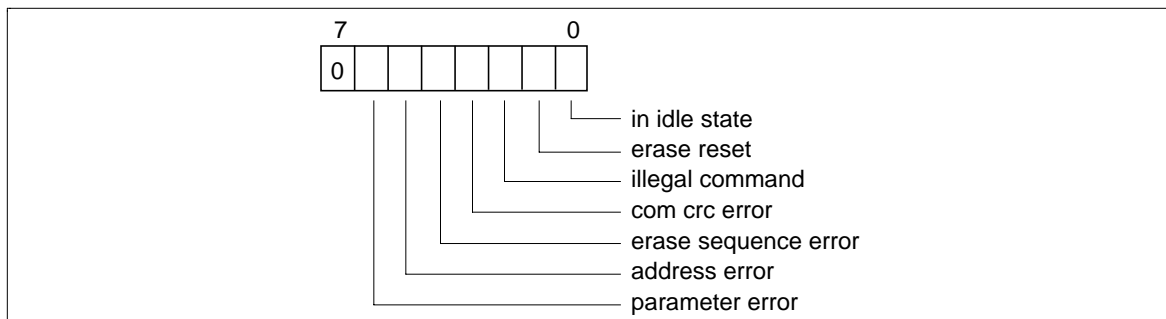 7 0
0
in idle state
erase reset
illegal command
com crc error
erase sequence error
address error
parameter error